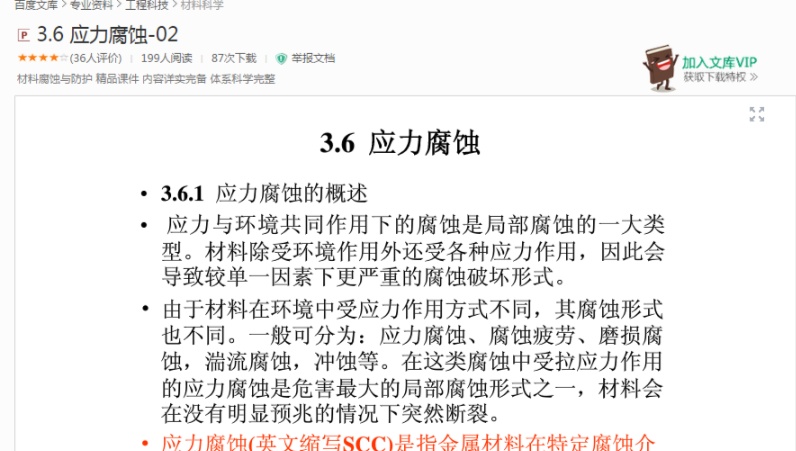 百度文库 > 专业资料 > 工程科技 > 材料科学
3.6 应力腐蚀-02
(36人评价) 199人阅读 87次下载 举报文档
材料腐蚀与防护 精品课件 内容详实完备 体系科学完整
加入文库VIP
获取下载特权 >>
3.6 应力腐蚀
• 3.6.1 应力腐蚀的概述
• 应力与环境共同作用下的腐蚀是局部腐蚀的一大类
型。材料除受环境作用外还受各种应力作用，因此会
导致较单一因素下更严重的腐蚀破坏形式。
• 由于材料在环境中受应力作用方式不同，其腐蚀形式
也不同。一般可分为：应力腐蚀、腐蚀疲劳、磨损腐
蚀，湍流腐蚀，冲蚀等。在这类腐蚀中受拉应力作用
的应力腐蚀是危害最大的局部腐蚀形式之一，材料会
在没有明显预兆的情况下突然断裂。
• 应力腐蚀(英文缩写SCC)是指金属材料在特定腐蚀介